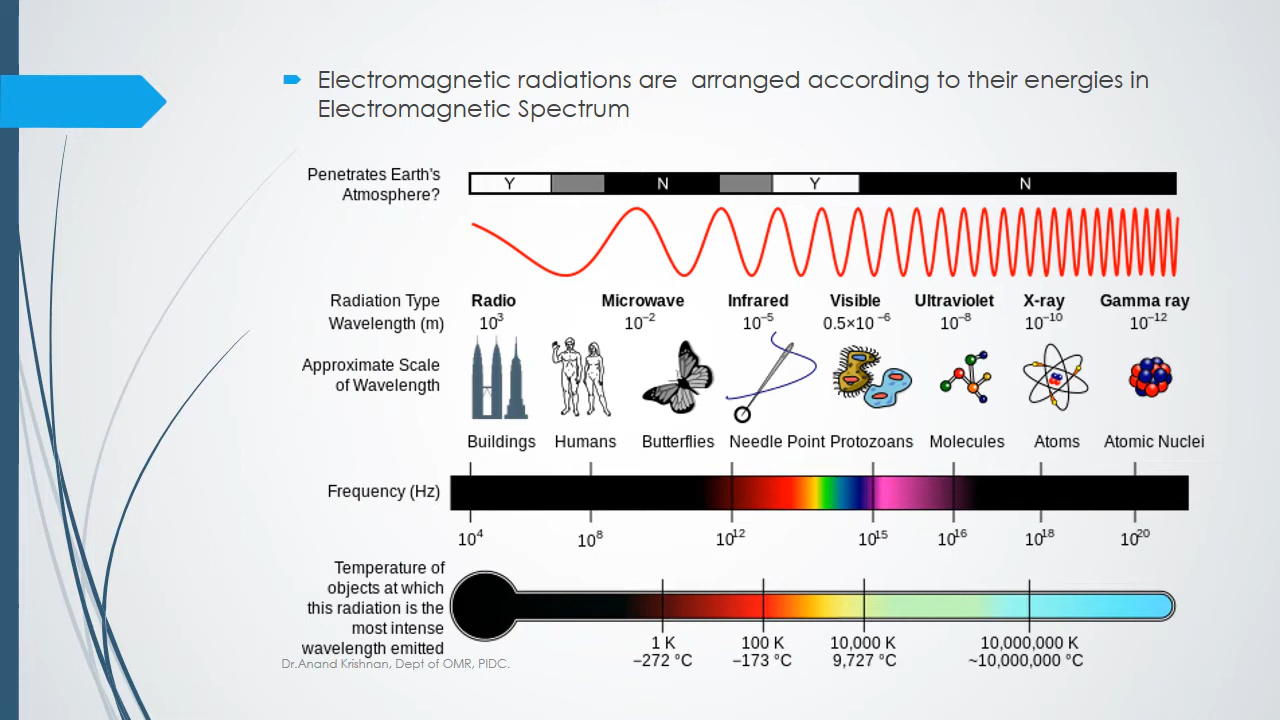 Electromagnetic radiations are  arranged according to their energies in
Electromagnetic Spectrum
Penetrates Earth's
Atmosphere?
Y N Y N
Radiation Type Radio Microwave Infrared Visible Ultraviolet X-ray Gamma ray
Wavelength (m) 10³ 10⁻² 10⁻⁵ 0.5×10⁻⁶ 10⁻⁸ 10⁻¹⁰ 10⁻¹²
Approximate Scale
of Wavelength
Buildings Humans Butterflies Needle Point Protozoans Molecules Atoms Atomic Nuclei
Frequency (Hz)
10⁴ 10⁸ 10¹² 10¹⁵ 10¹⁶ 10¹⁸ 10²⁰
Temperature of
objects at which
this radiation is the
most intense
wavelength emitted
1 K 100 K 10,000 K 10,000,000 K
−272 °C −173 °C 9,727 °C ~10,000,000 °C
Dr.Anand Krishnan, Dept of OMR, PIDC.